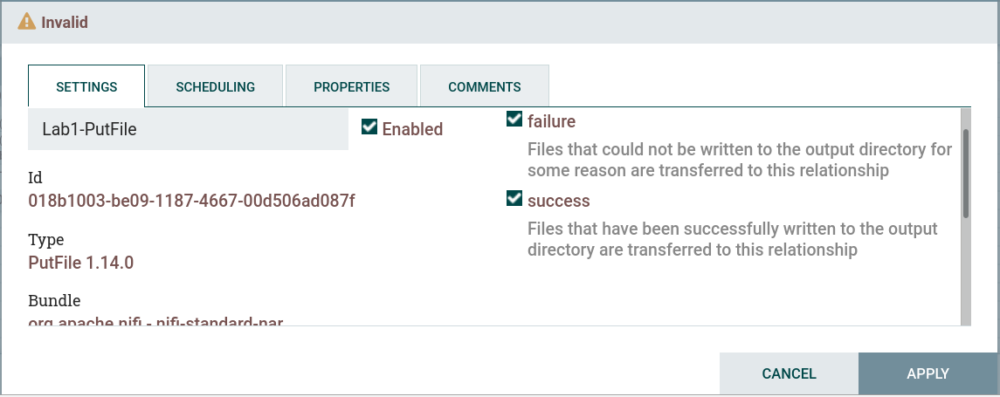 Invalid
SETTINGS
SCHEDULING
PROPERTIES
COMMENTS
Lab1-PutFile
Enabled
Id
018b1003-be09-1187-4667-00d506ad087f
Type
PutFile 1.14.0
Bundle
org.apache.nifi - nifi-standard-nar
failure
Files that could not be written to the output directory for
some reason are transferred to this relationship
success
Files that have been successfully written to the output
directory are transferred to this relationship
CANCEL
APPLY